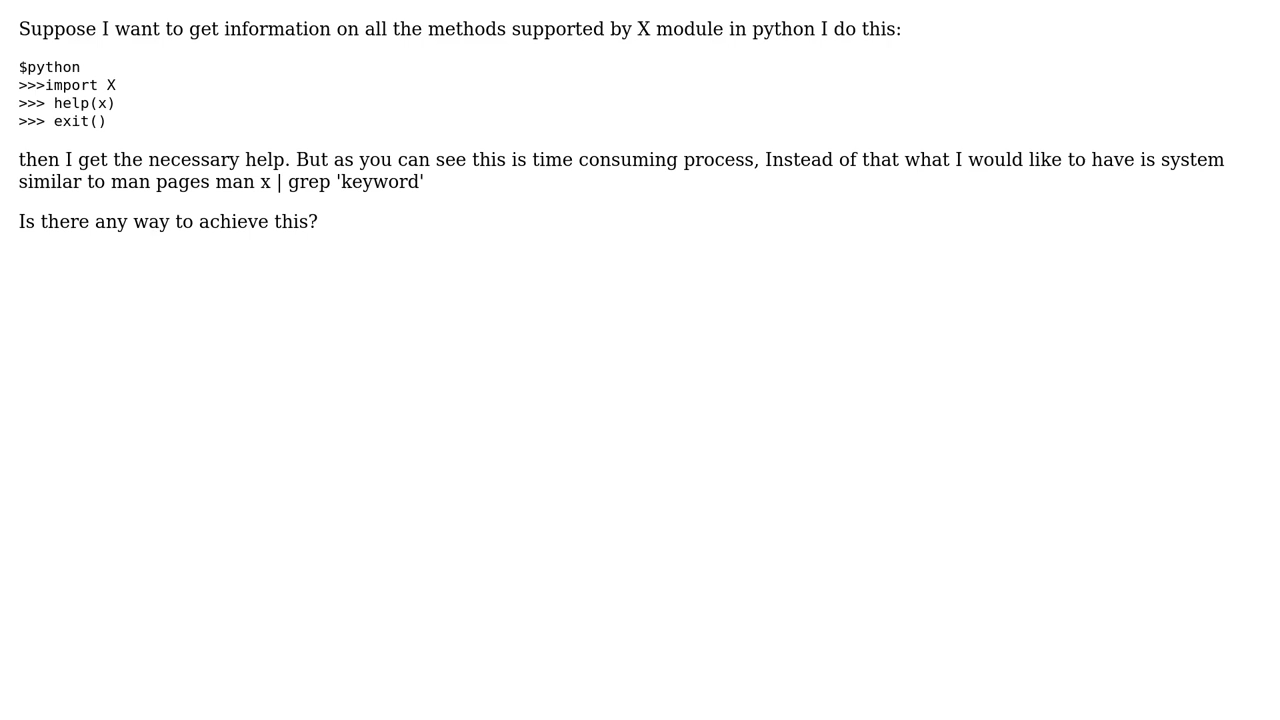 Suppose I want to get information on all the methods supported by X module in python I do this:
$python
>>>import X
>>> help(x)
>>> exit()
then I get the necessary help. But as you can see this is time consuming process, Instead of that what I would like to have is system
similar to man pages man x | grep 'keyword'
Is there any way to achieve this?